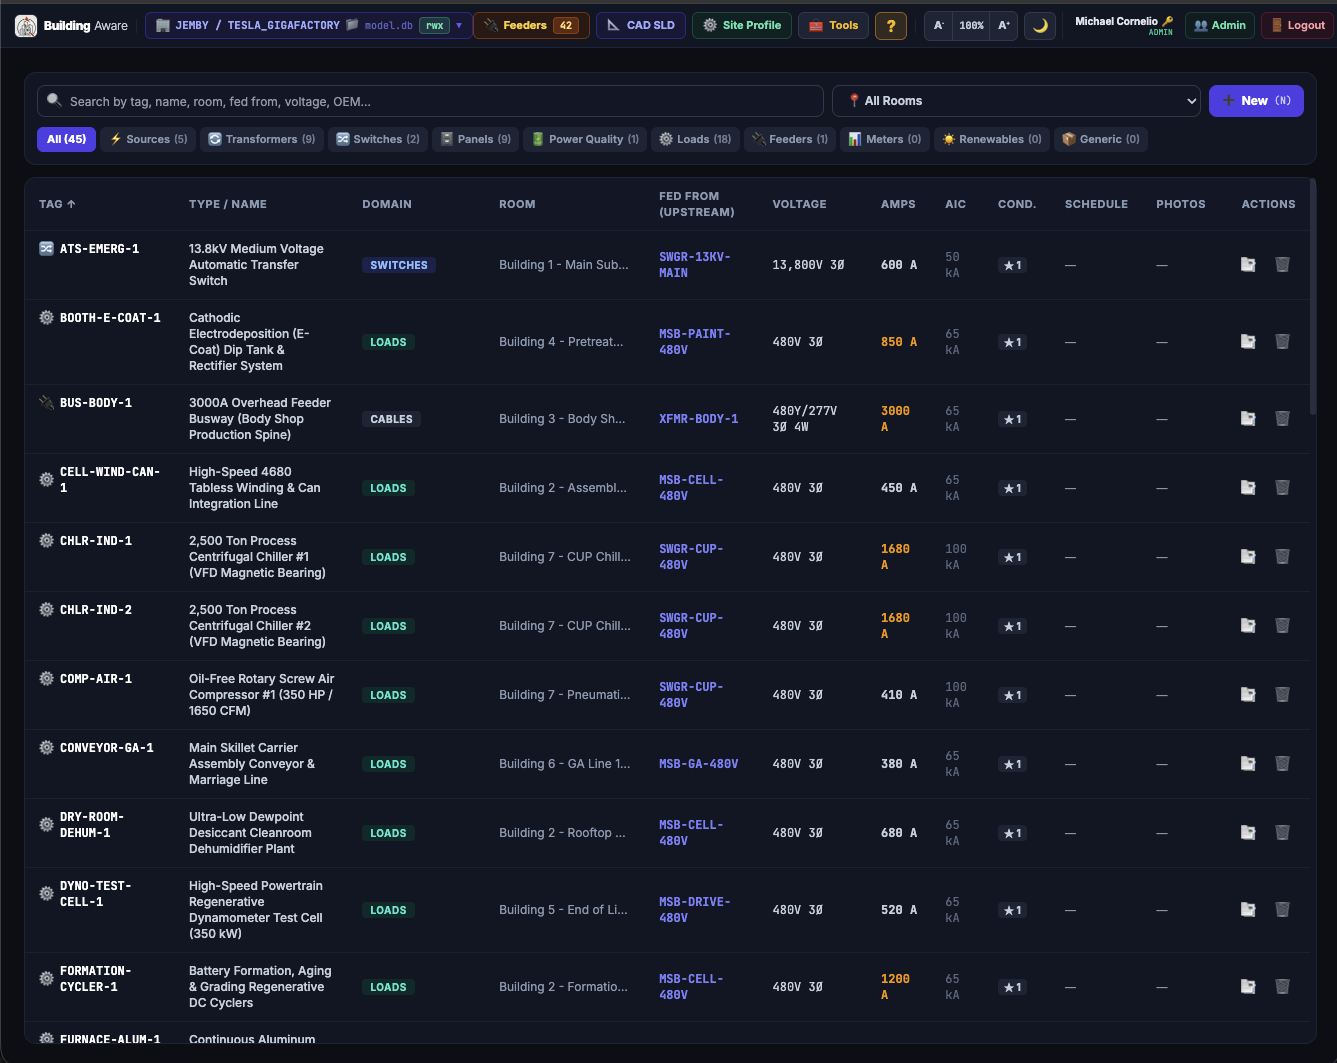 Building Aware
JEMBY / TESLA_GIGAFACTORY model.db rwx ▼
Feeders 42
CAD SLD
Site Profile
Tools
?
A-
100%
A+
Michael Cornelio
ADMIN
Admin
Logout
Search by tag, name, room, fed from, voltage, OEM...
All Rooms
+ New (N)
All (45)
Sources (5)
Transformers (9)
Switches (2)
Panels (9)
Power Quality (1)
Loads (18)
Feeders (1)
Meters (0)
Renewables (0)
Generic (0)
TAG ↑
TYPE / NAME
DOMAIN
ROOM
FED FROM
(UPSTREAM)
VOLTAGE
AMPS
AIC
COND.
SCHEDULE
PHOTOS
ACTIONS
ATS-EMERG-1
13.8kV Medium Voltage
Automatic Transfer
Switch
SWITCHES
Building 1 - Main Sub...
SWGR-13KV-
MAIN
13,800V 3Ø
600 A
50
kA
★1
—
—
BOOTH-E-COAT-1
Cathodic
Electrodeposition (E-
Coat) Dip Tank &
Rectifier System
LOADS
Building 4 - Pretreat...
MSB-PAINT-
480V
480V 3Ø
850 A
65
kA
★1
—
—
BUS-BODY-1
3000A Overhead Feeder
Busway (Body Shop
Production Spine)
CABLES
Building 3 - Body Sh...
XFMR-BODY-1
480Y/277V
3Ø 4W
3000
A
65
kA
★1
—
—
CELL-WIND-CAN-
1
High-Speed 4680
Tabless Winding & Can
Integration Line
LOADS
Building 2 - Assembl...
MSB-CELL-
480V
480V 3Ø
450 A
65
kA
★1
—
—
CHLR-IND-1
2,500 Ton Process
Centrifugal Chiller #1
(VFD Magnetic Bearing)
LOADS
Building 7 - CUP Chill...
SWGR-CUP-
480V
480V 3Ø
1680
A
100
kA
★1
—
—
CHLR-IND-2
2,500 Ton Process
Centrifugal Chiller #2
(VFD Magnetic Bearing)
LOADS
Building 7 - CUP Chill...
SWGR-CUP-
480V
480V 3Ø
1680
A
100
kA
★1
—
—
COMP-AIR-1
Oil-Free Rotary Screw Air
Compressor #1 (350 HP /
1650 CFM)
LOADS
Building 7 - Pneumati...
SWGR-CUP-
480V
480V 3Ø
410 A
100
kA
★1
—
—
CONVEYOR-GA-1
Main Skillet Carrier
Assembly Conveyor &
Marriage Line
LOADS
Building 6 - GA Line 1...
MSB-GA-480V
480V 3Ø
380 A
65
kA
★1
—
—
DRY-ROOM-
DEHUM-1
Ultra-Low Dewpoint
Desiccant Cleanroom
Dehumidifier Plant
LOADS
Building 2 - Rooftop ...
MSB-CELL-
480V
480V 3Ø
680 A
65
kA
★1
—
—
DYNO-TEST-
CELL-1
High-Speed Powertrain
Regenerative
Dynamometer Test Cell
(350 kW)
LOADS
Building 5 - End of Li...
MSB-DRIVE-
480V
480V 3Ø
520 A
65
kA
★1
—
—
FORMATION-
CYCLER-1
Battery Formation, Aging
& Grading Regenerative
DC Cyclers
LOADS
Building 2 - Formatio...
MSB-CELL-
480V
480V 3Ø
1200
A
65
kA
★1
—
—
FURNACE-ALUM-1
Continuous Aluminum